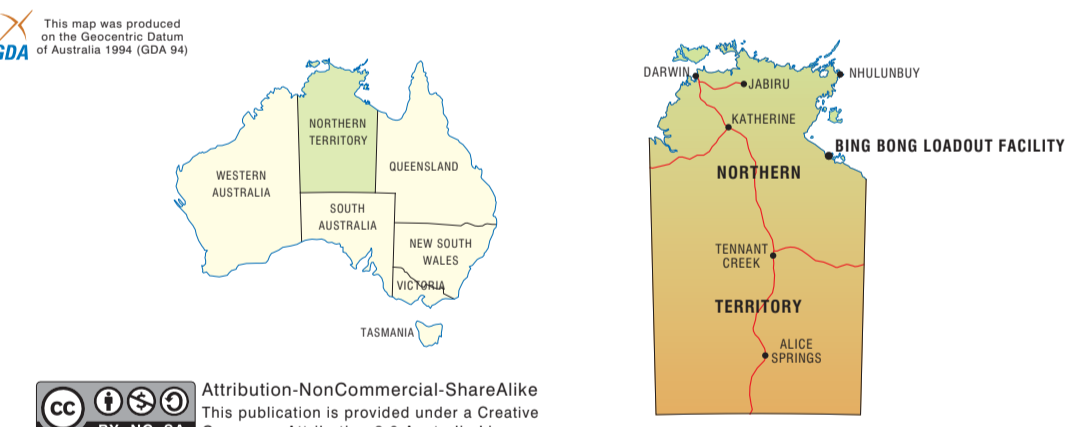 This map was produced
on the Geocentric Datum
of Australia 1994 (GDA 94)
GDA
NORTHERN
TERRITORY
QUEENSLAND
WESTERN
AUSTRALIA
SOUTH
AUSTRALIA
NEW SOUTH
WALES
VICTORIA
TASMANIA
DARWIN
NHULUNBUY
JABIRU
KATHERINE
BING BONG LOADOUT FACILITY
NORTHERN
TENNANT
CREEK
TERRITORY
ALICE
SPRINGS
cc
Attribution-NonCommercial-ShareAlike
This publication is provided under a Creative